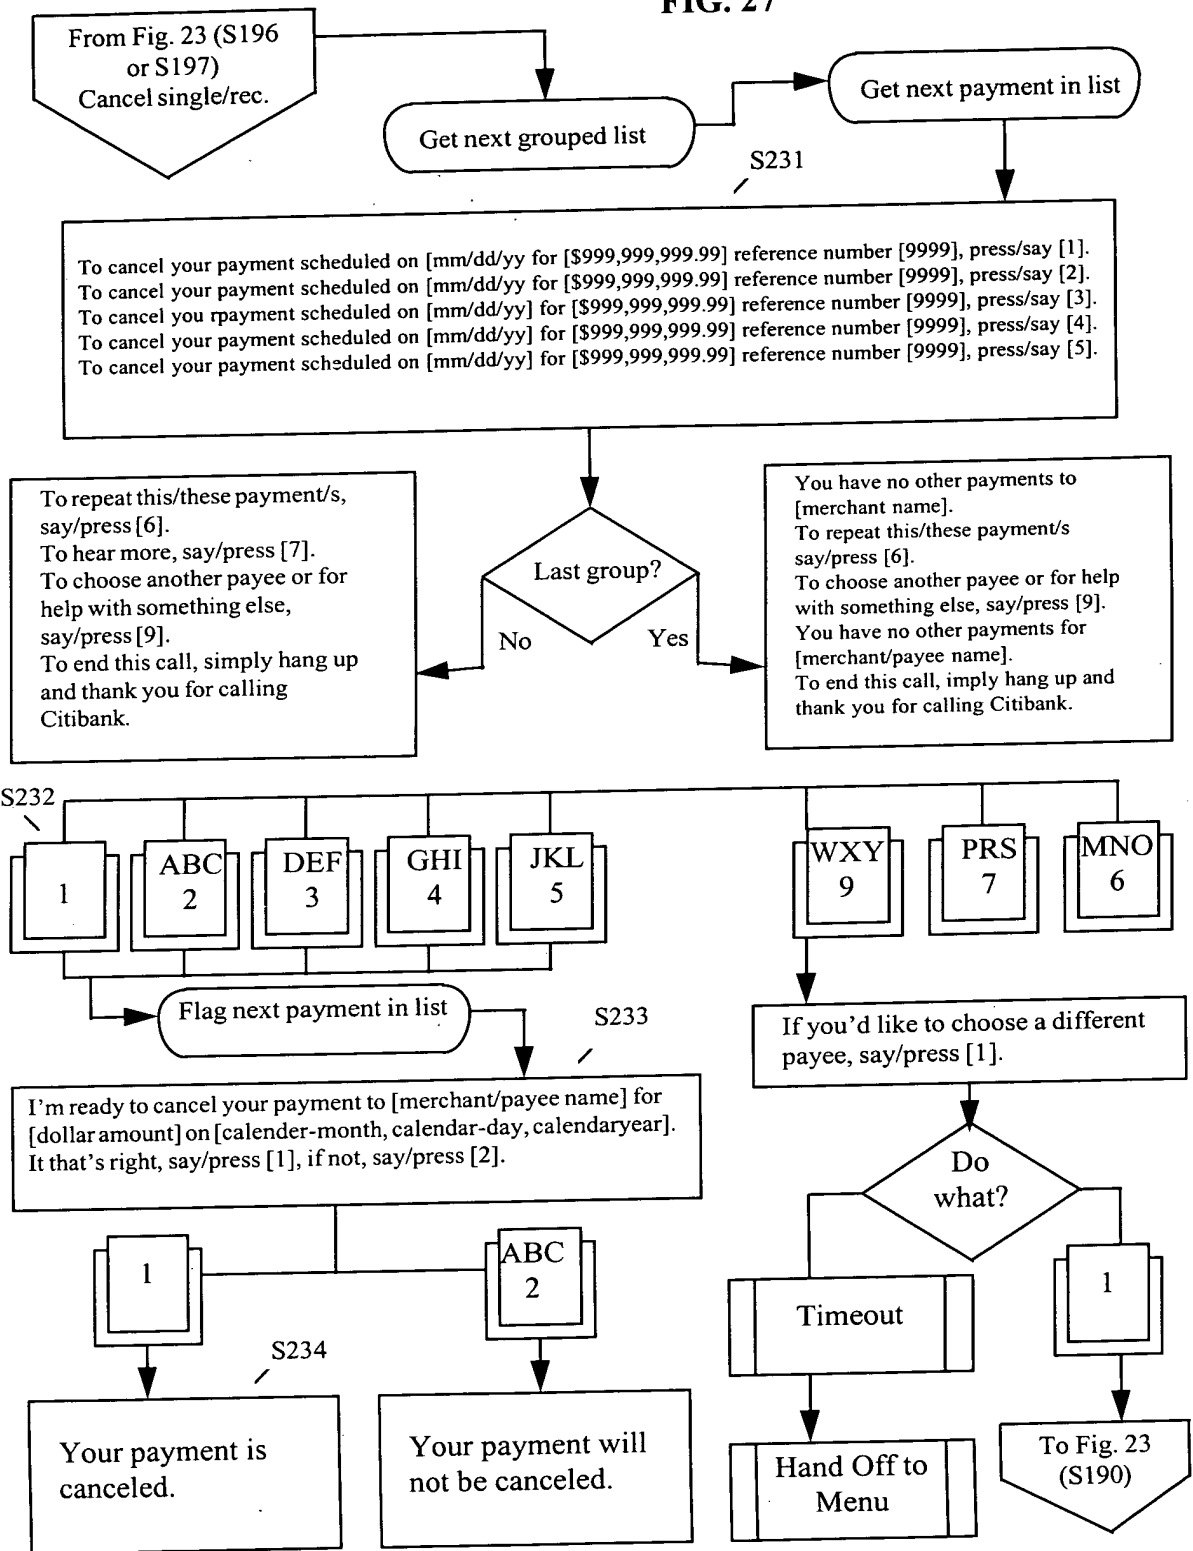 FIG. 27
From Fig. 23 (S196
or S197)
Cancel single/rec.
Get next grouped list
Get next payment in list
S231
To cancel your payment scheduled on [mm/dd/yy for [$999,999,999.99] reference number [9999], press/say [1].
To cancel your payment scheduled on [mm/dd/yy for [$999,999,999.99] reference number [9999], press/say [2].
To cancel you rpayment scheduled on [mm/dd/yy] for [$999,999,999.99] reference number [9999], press/say [3].
To cancel your payment scheduled on [mm/dd/yy] for [$999,999,999.99] reference number [9999], press/say [4].
To cancel your payment scheduled on [mm/dd/yy] for [$999,999,999.99] reference number [9999], press/say [5].
To repeat this/these payment/s,
say/press [6].
To hear more, say/press [7].
To choose another payee or for
help with something else,
say/press [9].
To end this call, simply hang up
and thank you for calling
Citibank.
Last group?
No
Yes
You have no other payments to
[merchant name].
To repeat this/these payment/s
say/press [6].
To choose another payee or for help
with something else, say/press [9].
You have no other payments for
[merchant/payee name].
To end this call, imply hang up and
thank you for calling Citibank.
S232
1
ABC
2
DEF
3
GHI
4
JKL
5
WXY
9
PRS
7
MNO
6
Flag next payment in list
S233
I'm ready to cancel your payment to [merchant/payee name] for
[dollar amount] on [calender-month, calendar-day, calendaryear].
It that's right, say/press [1], if not, say/press [2].
If you'd like to choose a different
payee, say/press [1].
Do
what?
1
ABC
2
Timeout
1
S234
Your payment is
canceled.
Your payment will
not be canceled.
Hand Off to
Menu
To Fig. 23
(S190)